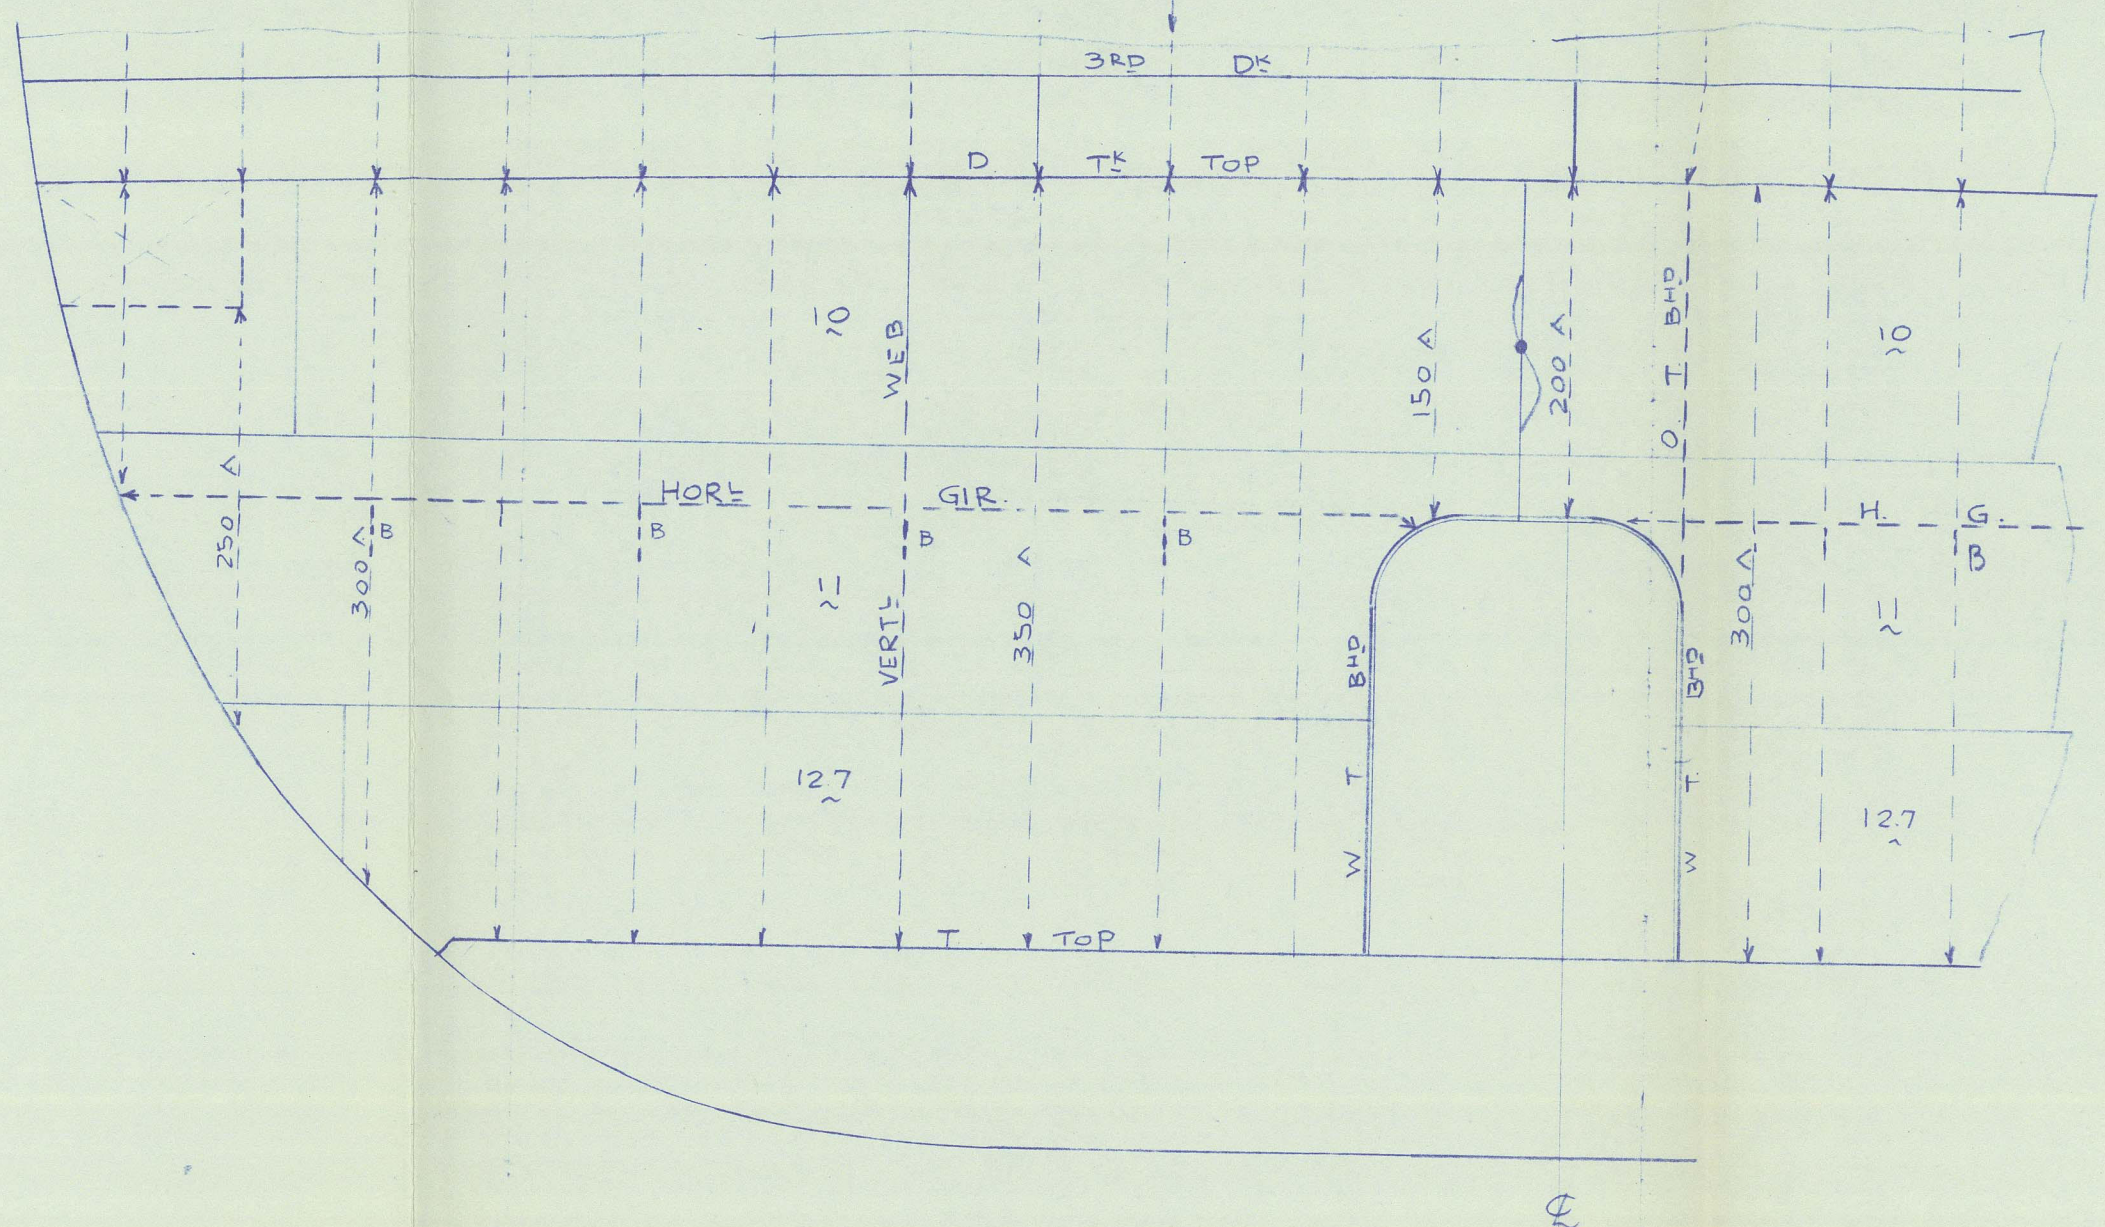 3RD DK
D TK TOP
10
WEB
150
200
O. T. BHD
10
250
HORL GIR.
H. G.
300 B
B
B
B
B
11
VERTL
350
BHD
BHD
300
11
12.7
W T
W T
12.7
T TOP
℄